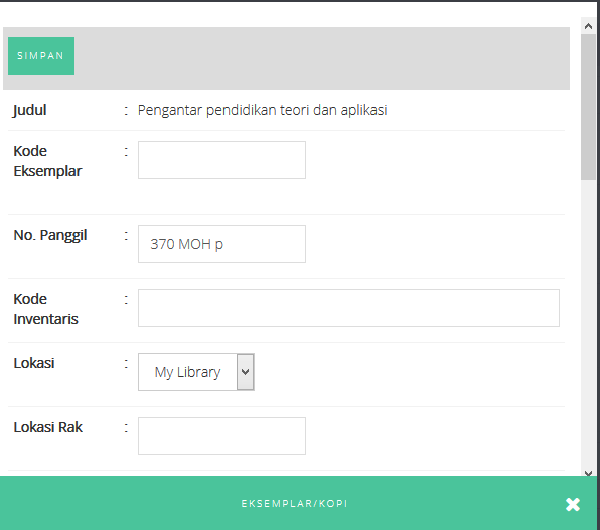 SIMPAN
Judul : Pengantar pendidikan teori dan aplikasi
Kode :
Eksemplar
No. Panggil : 370 MOH p
Kode :
Inventaris
Lokasi : My Library
Lokasi Rak :
EKSEMPLAR/KOPI